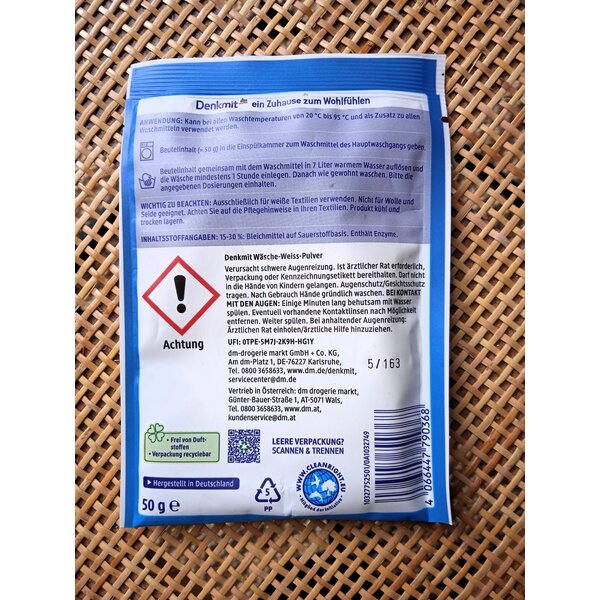 Denkmit ein Zuhause zum Wohlfühlen
ANWENDUNG: Kann bei allen Waschtemperaturen von 20 °C bis 95 °C und als Zusatz zu allen
Waschmitteln verwendet werden.
Beutelinhalt (= 50 g) in die Einspülkammer zum Waschmittel des Hauptwaschgangs geben.
Beutelinhalt gemeinsam mit dem Waschmittel in 7 Liter warmem Wasser auflösen und
die Wäsche mindestens 1 Stunde einlegen. Danach wie gewohnt waschen. Bitte die
angegebenen Dosierungen einhalten.
WICHTIG ZU BEACHTEN: Ausschließlich für weiße Textilien verwenden. Nicht für Wolle und
Seide geeignet. Achten Sie auf die Pflegehinweise in Ihren Textilien. Produkt kühl und
trocken lagern.
INHALTSSTOFFANGABEN: 15-30 %: Bleichmittel auf Sauerstoffbasis. Enthält Enzyme.
Denkmit Wäsche-Weiss-Pulver
Verursacht schwere Augenreizung. Ist ärztlicher Rat erforderlich,
Verpackung oder Kennzeichnungsetikett bereithalten. Darf nicht
in die Hände von Kindern gelangen. Augenschutz/Gesichtsschutz
tragen. Nach Gebrauch Hände gründlich waschen. BEI KONTAKT
MIT DEN AUGEN: Einige Minuten lang behutsam mit Wasser
spülen. Eventuell vorhandene Kontaktlinsen nach Möglichkeit
entfernen. Weiter spülen. Bei anhaltender Augenreizung:
Ärztlichen Rat einholen/ärztliche Hilfe hinzuziehen.
Achtung
UFI: 0TPE-SM7J-2K9H-HG1Y
dm-drogerie markt GmbH + Co. KG,
Am dm-Platz 1, DE-76227 Karlsruhe,
Tel. 0800 3658633, www.dm.de/denkmit,
servicecenter@dm.de
5 / 163
Vertrieb in Österreich: dm drogerie markt,
Günter-Bauer-Straße 1, AT-5071 Wals,
Tel. 0800 3658633, www.dm.at,
kundenservice@dm.at
• Frei von Duft-
stoffen
• Verpackung recyclebar
LEERE VERPACKUNG?
SCANNEN & TRENNEN
Hergestellt in Deutschland
50 g e
5
PP
WWW.CLEANRIGHT.EU
Mitglied der Initiative
10327752501/0A1032749
4 066447 790368